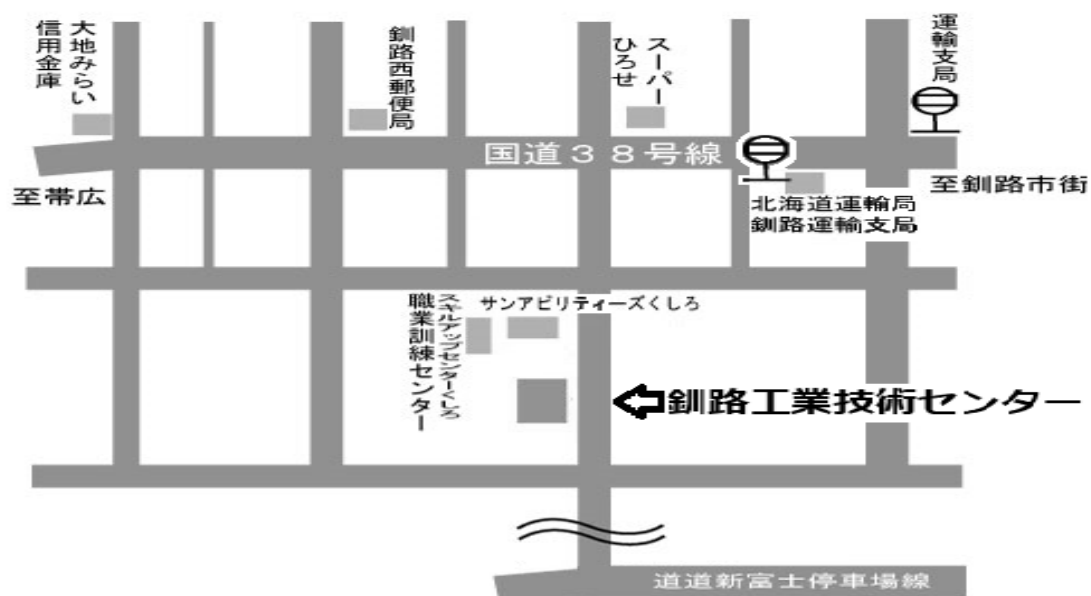 大地みらい
信用金庫
釧路西郵便局
スーパー
ひろせ
運輸支局
国道３８号線
至帯広
至釧路市街
北海道運輸局
釧路運輸支局
サンアビリティーズくしろ
スキルアップセンターくしろ
職業訓練センター
釧路工業技術センター
道道新富士停車場線